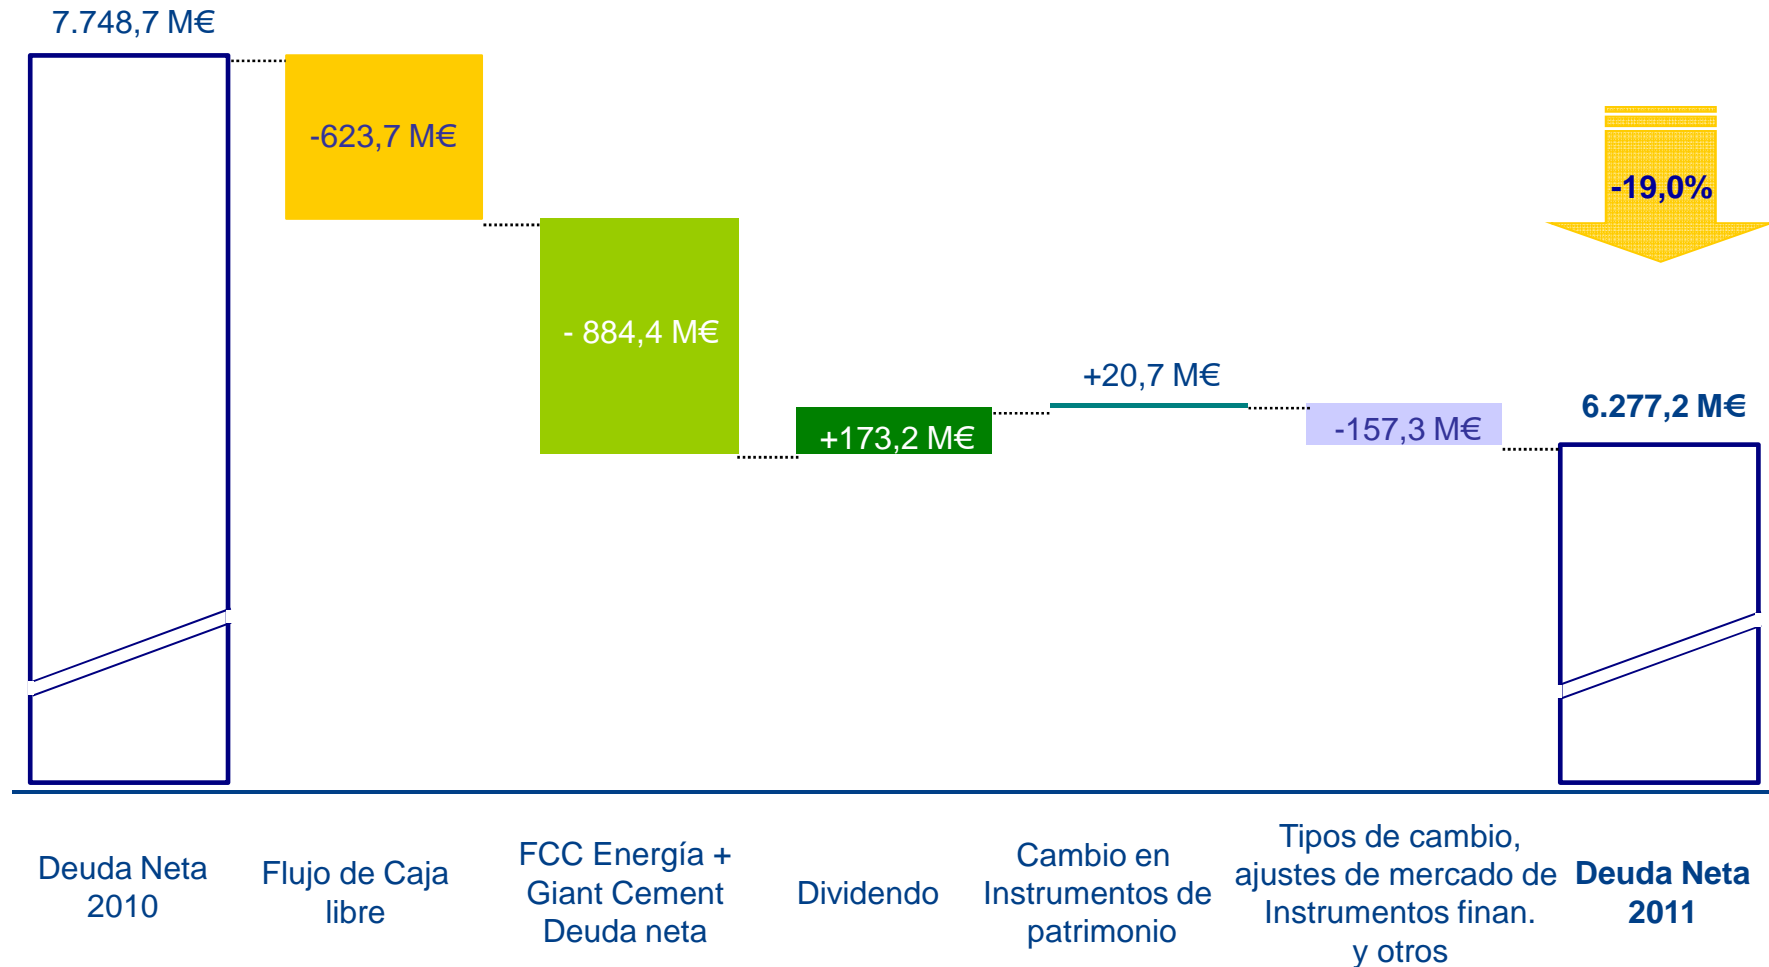 7.748,7 M€
-623,7 M€
- 884,4 M€
+173,2 M€
+20,7 M€
-157,3 M€
-19,0%
6.277,2 M€
Deuda Neta
2010
Flujo de Caja
libre
FCC Energía +
Giant Cement
Deuda neta
Dividendo
Cambio en
Instrumentos de
patrimonio
Tipos de cambio,
ajustes de mercado de
Instrumentos finan.
y otros
Deuda Neta
2011